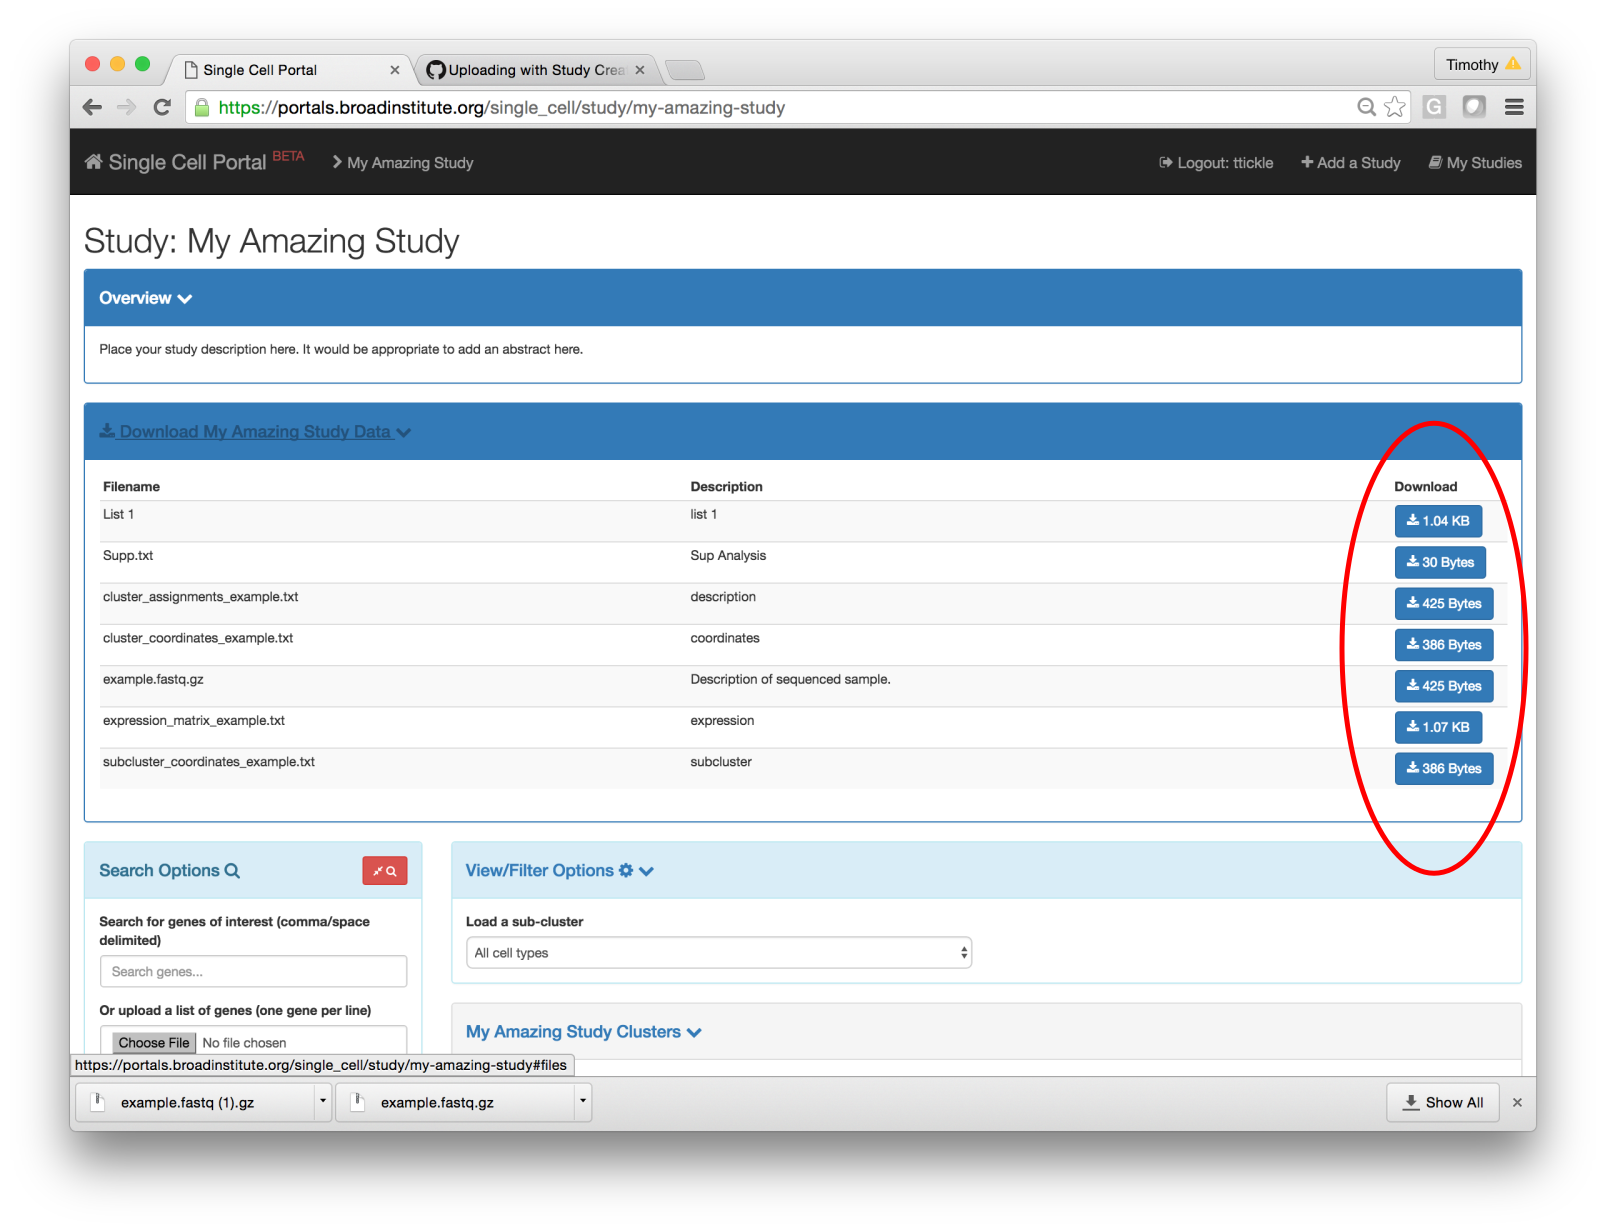 Single Cell Portal
Uploading with Study Crea
Timothy
https://portals.broadinstitute.org/single_cell/study/my-amazing-study
G
Single Cell Portal BETA
My Amazing Study
Logout: ttickle
Add a Study
My Studies
Study: My Amazing Study
Overview
Place your study description here. It would be appropriate to add an abstract here.
Download My Amazing Study Data
Filename Description Download
List 1 list 1 1.04 KB
Supp.txt Sup Analysis 30 Bytes
cluster_assignments_example.txt description 425 Bytes
cluster_coordinates_example.txt coordinates 386 Bytes
example.fastq.gz Description of sequenced sample. 425 Bytes
expression_matrix_example.txt expression 1.07 KB
subcluster_coordinates_example.txt subcluster 386 Bytes
Search Options
Search for genes of interest (comma/space
delimited)
Search genes...
Or upload a list of genes (one gene per line)
Choose File No file chosen
View/Filter Options
Load a sub-cluster
All cell types
My Amazing Study Clusters
https://portals.broadinstitute.org/single_cell/study/my-amazing-study#files
example.fastq (1).gz
example.fastq.gz
Show All